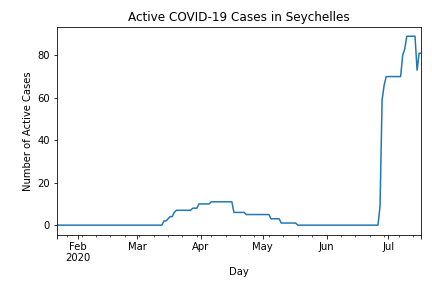 Active COVID-19 Cases in Seychelles
Number of Active Cases
80
60
40
20
0
Feb Mar Apr May Jun Jul
2020
Day